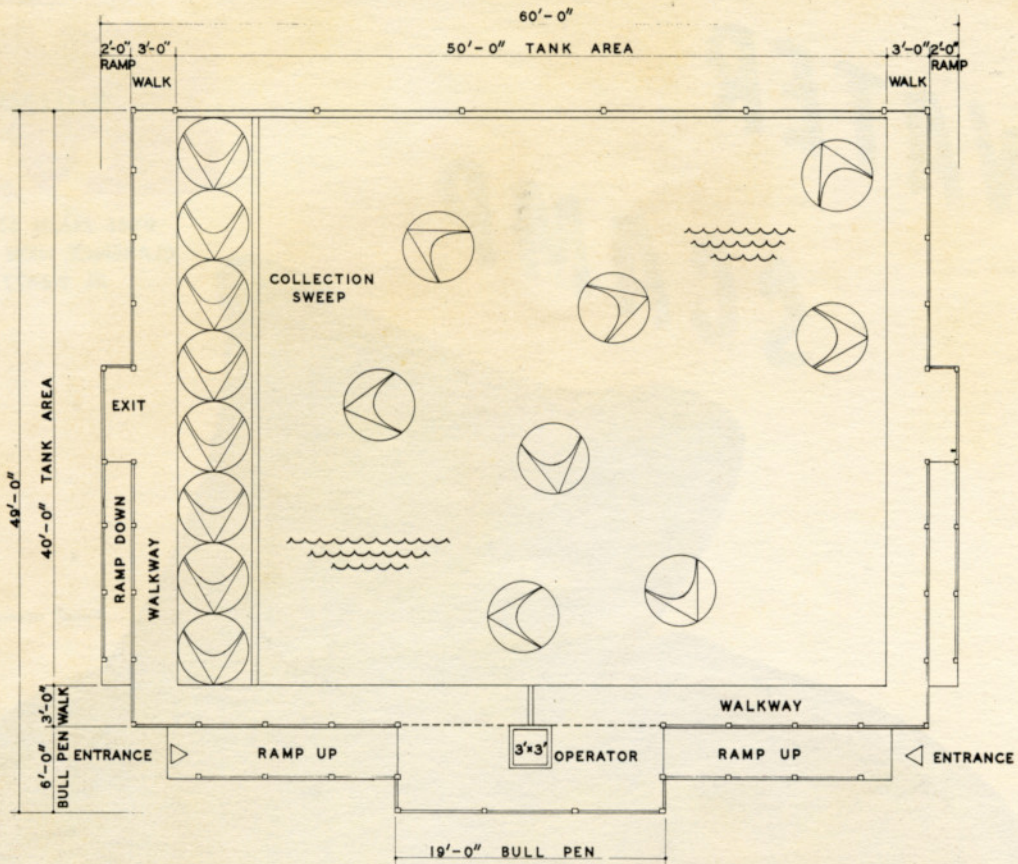 60'-0"
2'-0" 3'-0" 50'-0" TANK AREA 3'-0" 2'-0"
RAMP RAMP
WALK WALK
COLLECTION
SWEEP
EXIT
49'-0"
40'-0" TANK AREA
RAMP DOWN
WALKWAY
3'-0"
WALK
WALKWAY
6'-0"
BULL PEN
ENTRANCE RAMP UP 3'×3' OPERATOR RAMP UP ENTRANCE
19'-0" BULL PEN